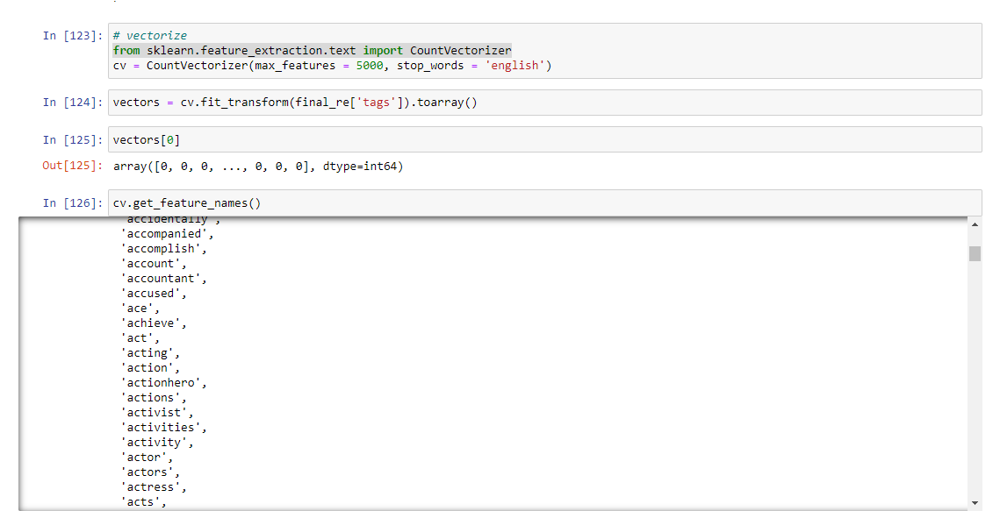 In [123]: # vectorize
from sklearn.feature_extraction.text import CountVectorizer
cv = CountVectorizer(max_features = 5000, stop_words = 'english')
In [124]: vectors = cv.fit_transform(final_re['tags']).toarray()
In [125]: vectors[0]
Out[125]: array([0, 0, 0, ..., 0, 0, 0], dtype=int64)
In [126]: cv.get_feature_names()
'accidentally',
'accompanied',
'accomplish',
'account',
'accountant',
'accused',
'ace',
'achieve',
'act',
'acting',
'action',
'actionhero',
'actions',
'activist',
'activities',
'activity',
'actor',
'actors',
'actress',
'acts',